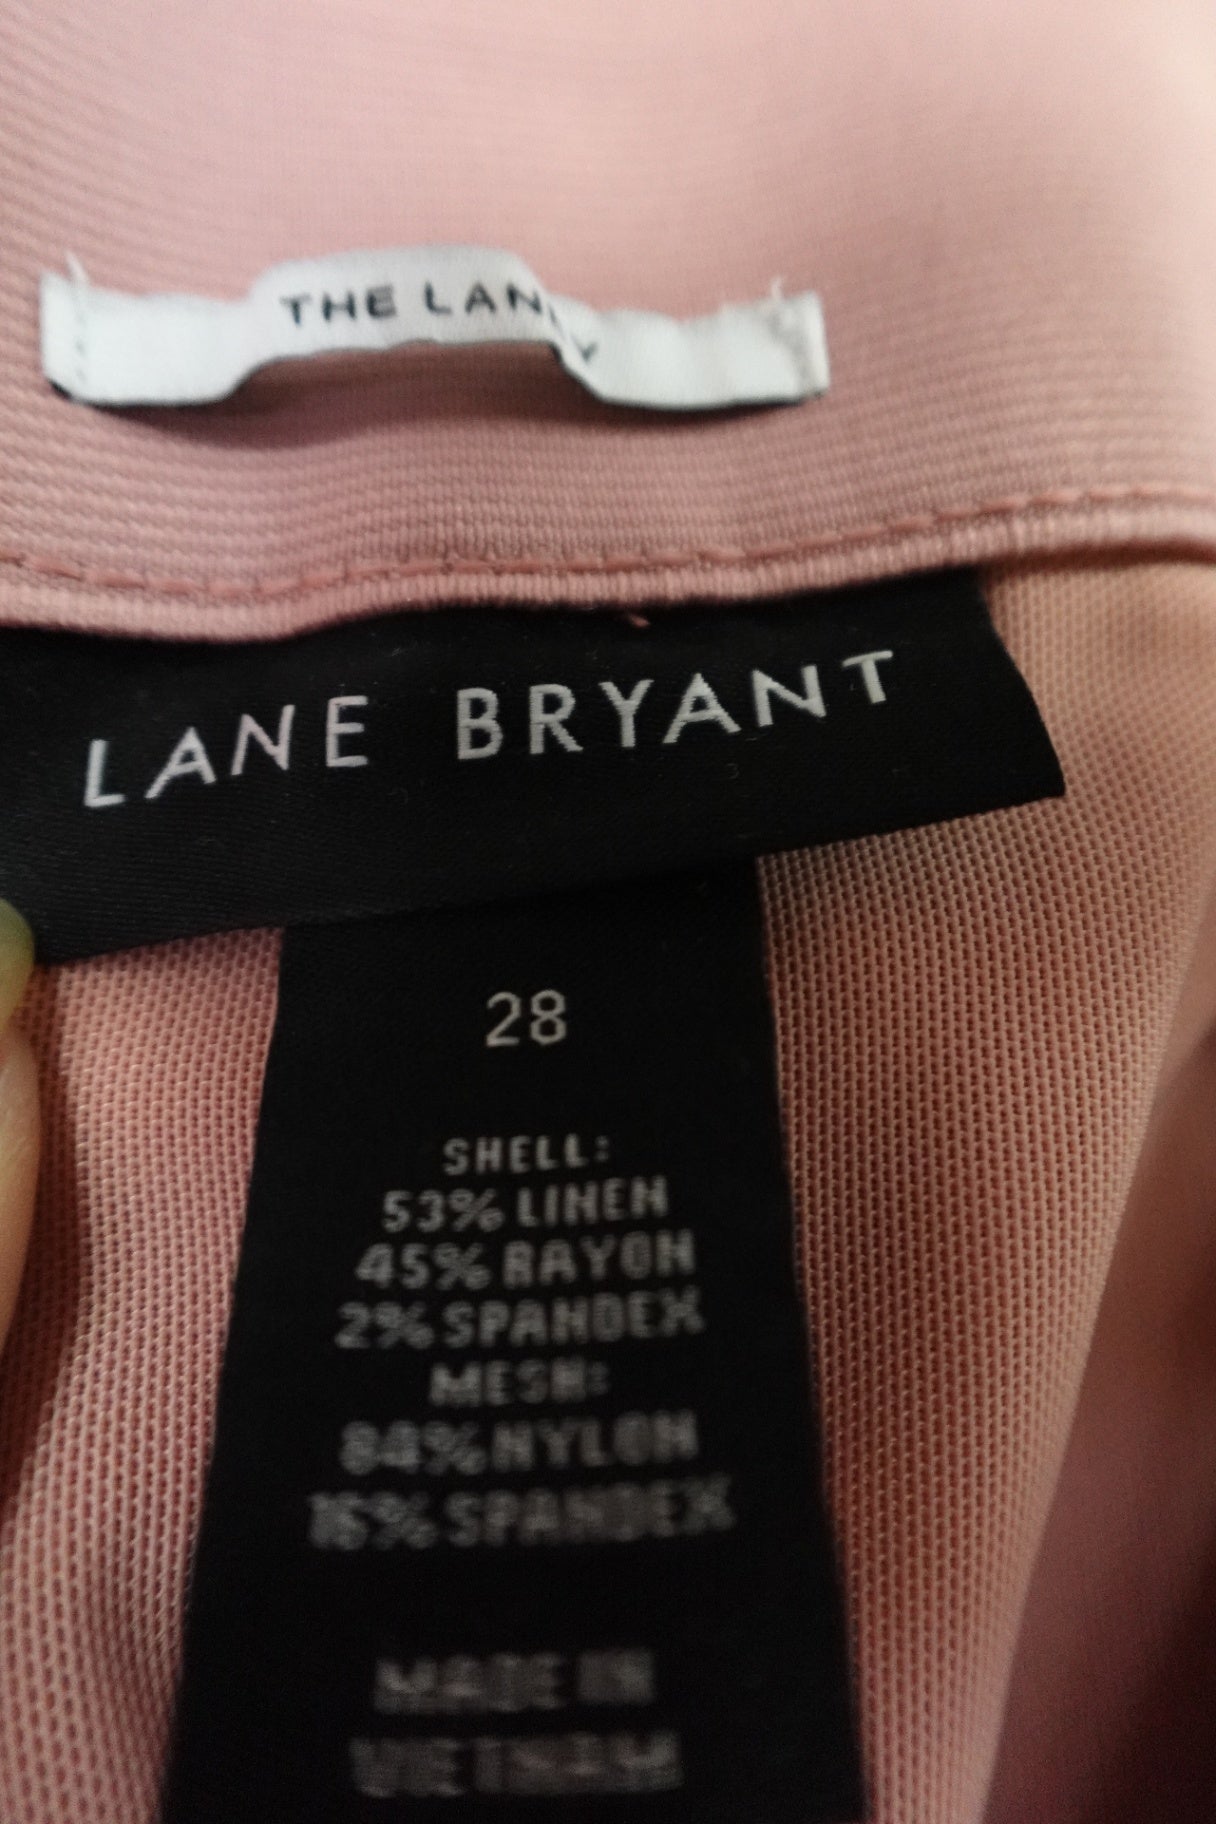 THE LAN
LANE BRYANT
28
SHELL:
53% LINEN
45% RAYON
2% SPANDEX
MESH:
84% NYLON
16% SPANDEX
MADE IN
VIETNAM